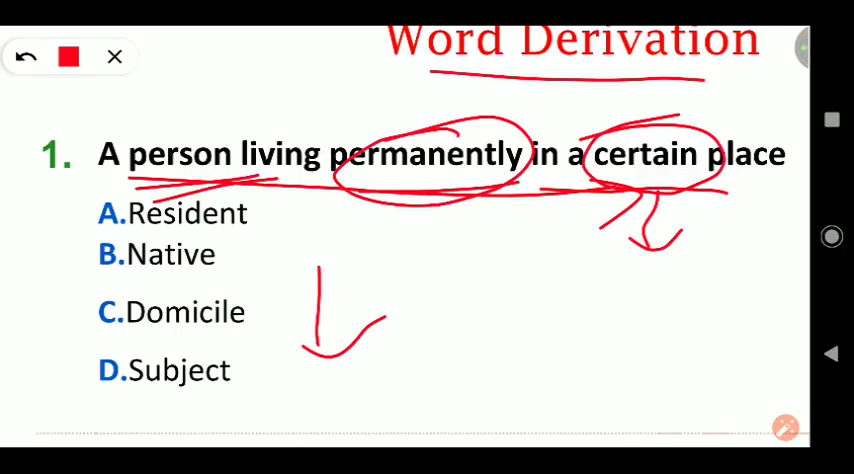 Word Derivation
1. A person living permanently in a certain place
A.Resident
B.Native
C.Domicile
D.Subject